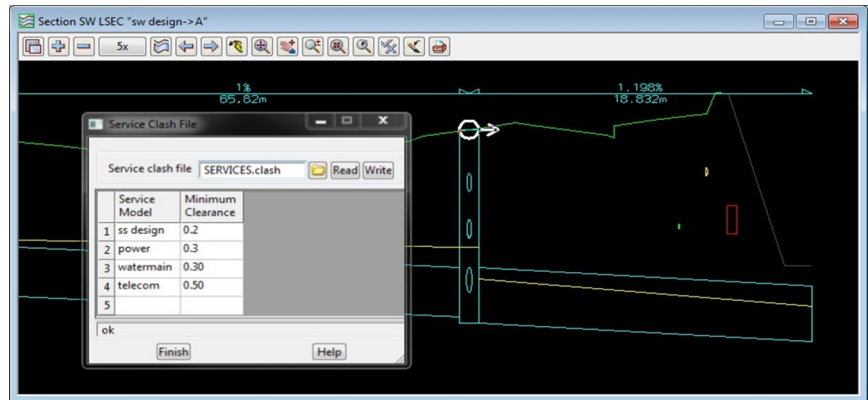 Section SW LSEC "sw design->A"
5x
1% 1.198%
65.82m 18.832m
Service Clash File
Service clash file SERVICES.clash Read Write
Service Model Minimum Clearance
1 ss design 0.2
2 power 0.3
3 watermain 0.30
4 telecom 0.50
5
ok
Finish Help